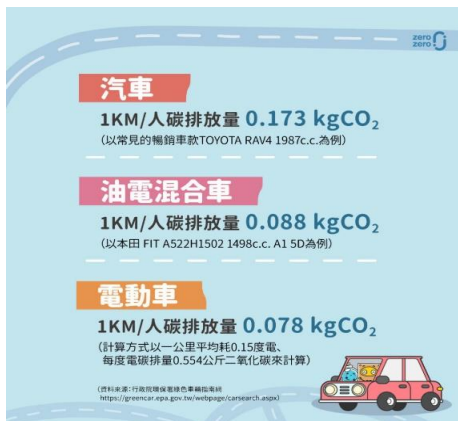 zero
zero
汽車
1KM/人碳排放量 0.173 kgCO₂
(以常見的暢銷車款TOYOTA RAV4 1987c.c.為例)
油電混合車
1KM/人碳排放量 0.088 kgCO₂
(以本田 FIT A522H1502 1498c.c. A1 5D為例)
電動車
1KM/人碳排放量 0.078 kgCO₂
(計算方式以一公里平均耗0.15度電、
每度電碳排量0.554公斤二氧化碳來計算)
(資料來源:行政院環保署綠色車輛指南網
https://greencar.epa.gov.tw/webpage/carsearch.aspx)